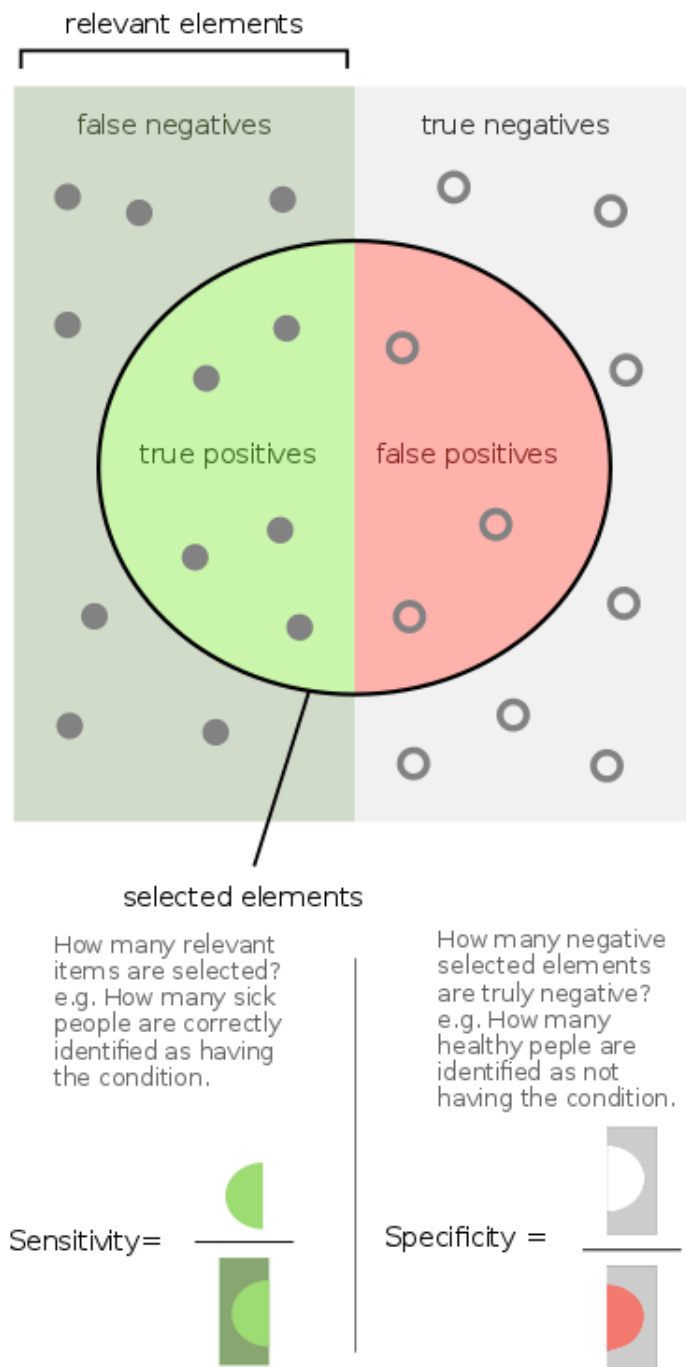 relevant elements
false negatives
true negatives
true positives
false positives
selected elements
How many relevant
items are selected?
e.g. How many sick
people are correctly
identified as having
the condition.
How many negative
selected elements
are truly negative?
e.g. How many
healthy peple are
identified as not
having the condition.
Sensitivity=
Specificity =